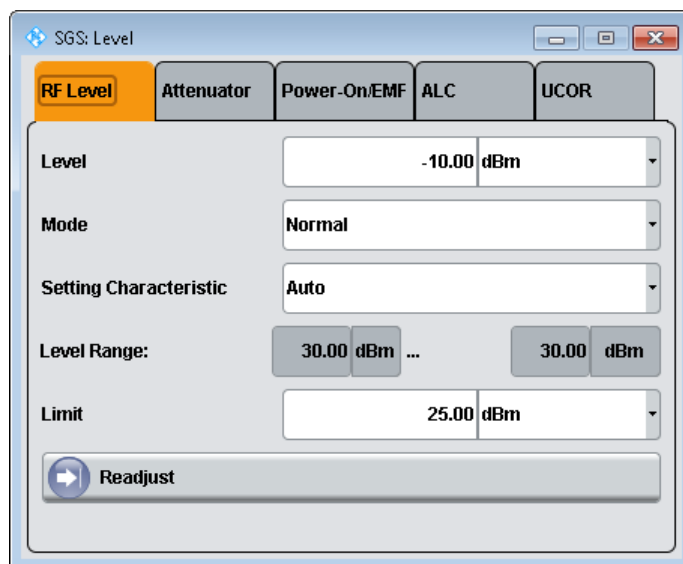 SGS: Level
RF Level Attenuator Power-On/EMF ALC UCOR
Level -10.00 dBm
Mode Normal
Setting Characteristic Auto
Level Range: 30.00 dBm ... 30.00 dBm
Limit 25.00 dBm
Readjust